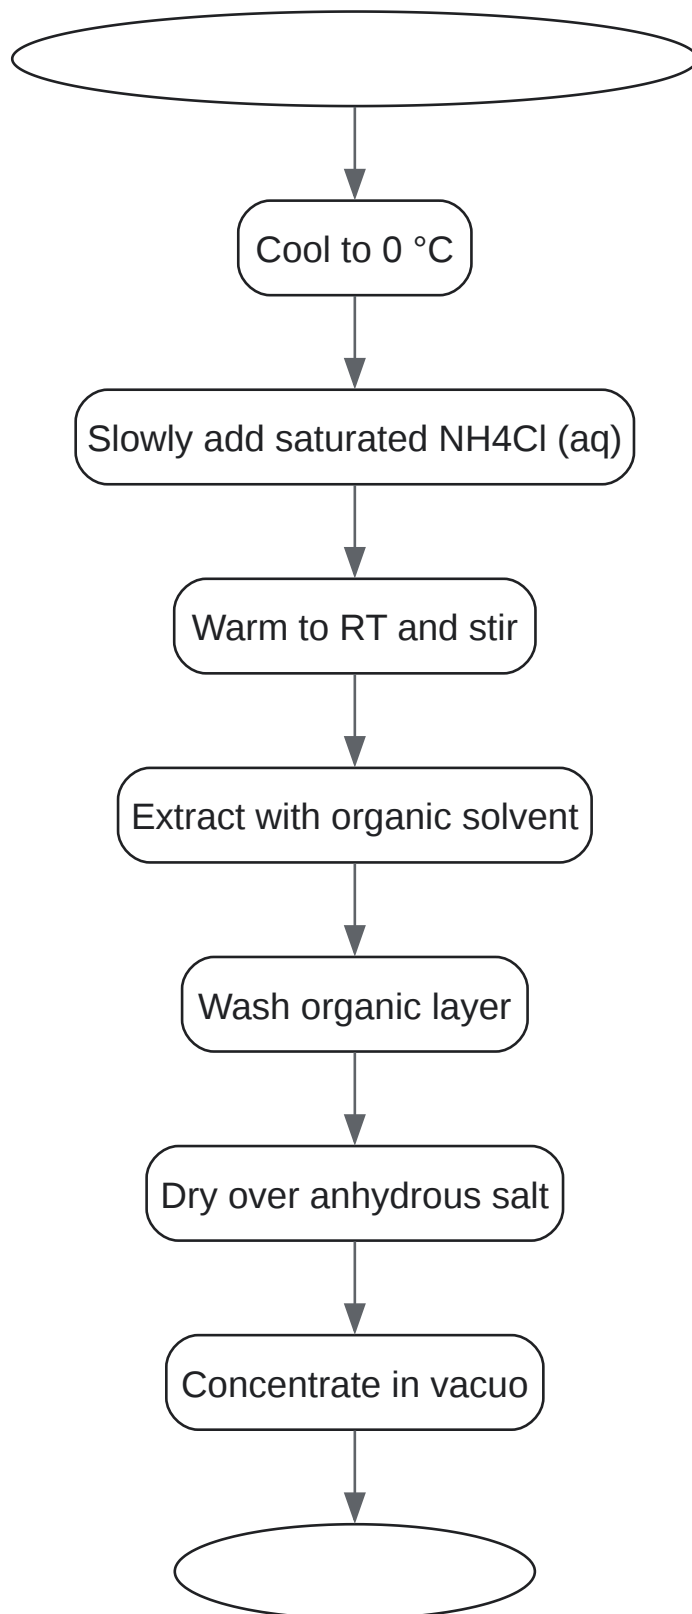 Cool to 0 °C
Slowly add saturated NH4Cl (aq)
Warm to RT and stir
Extract with organic solvent
Wash organic layer
Dry over anhydrous salt
Concentrate in vacuo